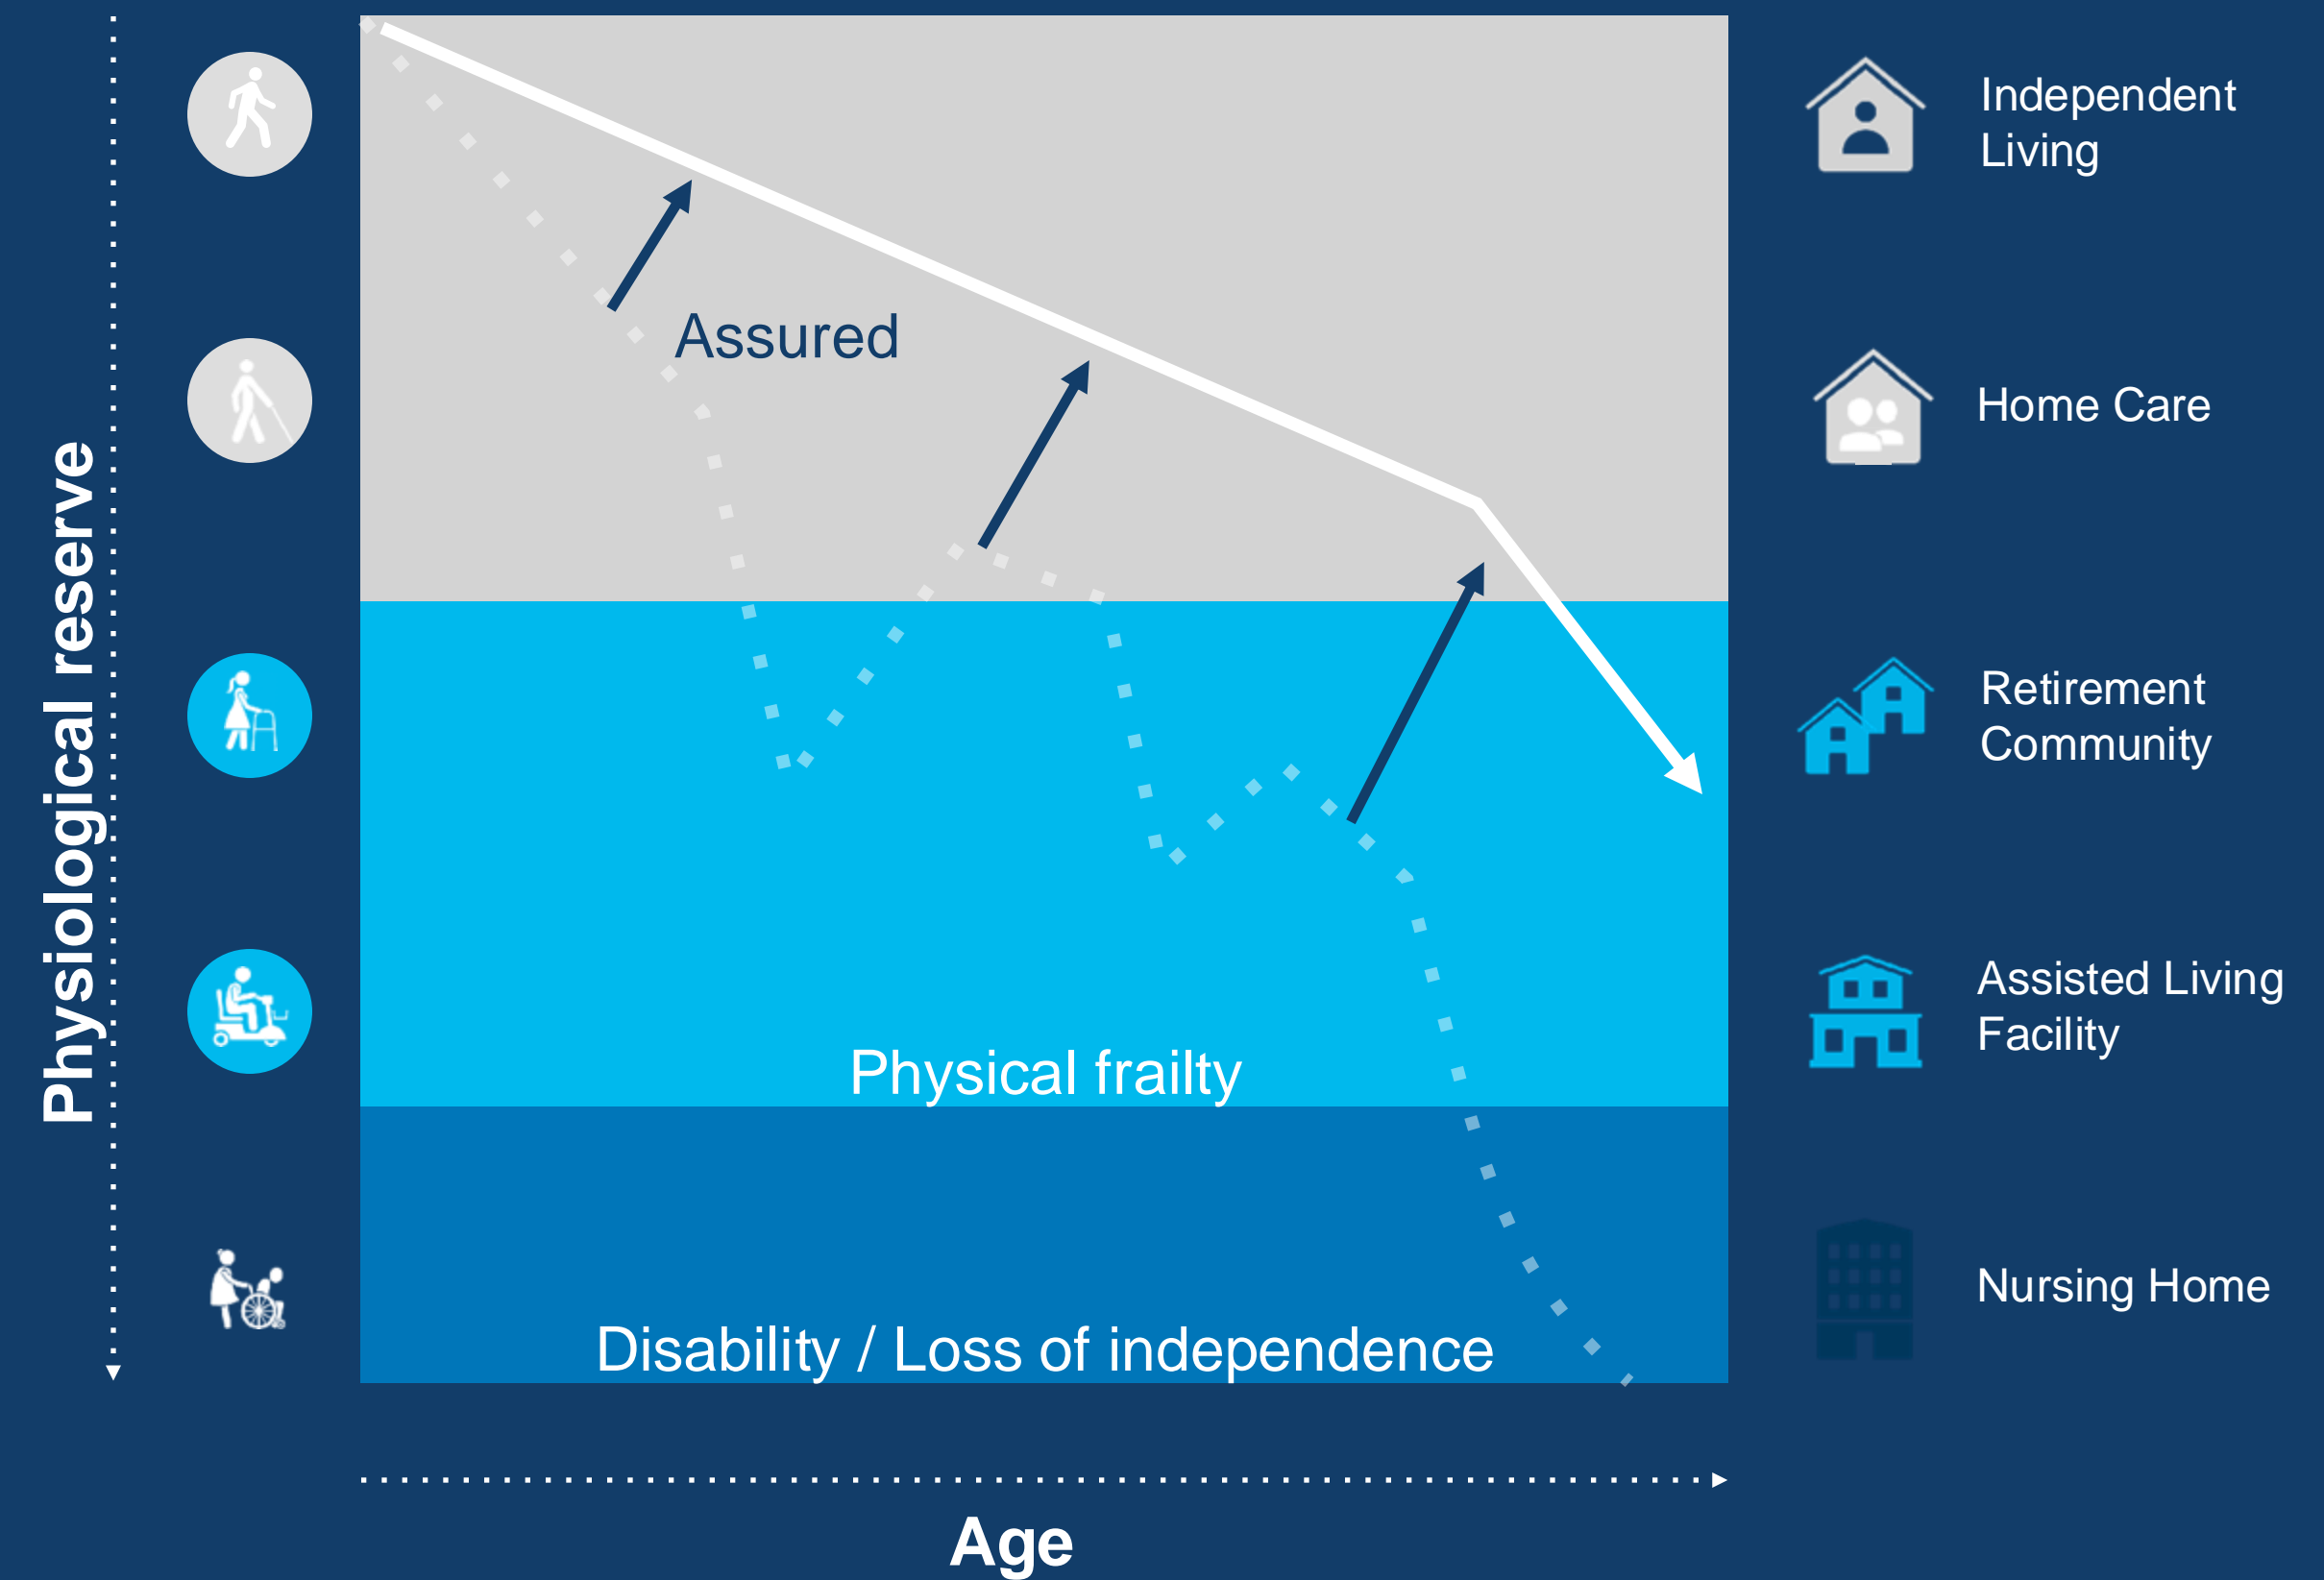 Physiological reserve
Assured
Physical frailty
Disability / Loss of independence
Age
Independent
Living
Home Care
Retirement
Community
Assisted Living
Facility
Nursing Home